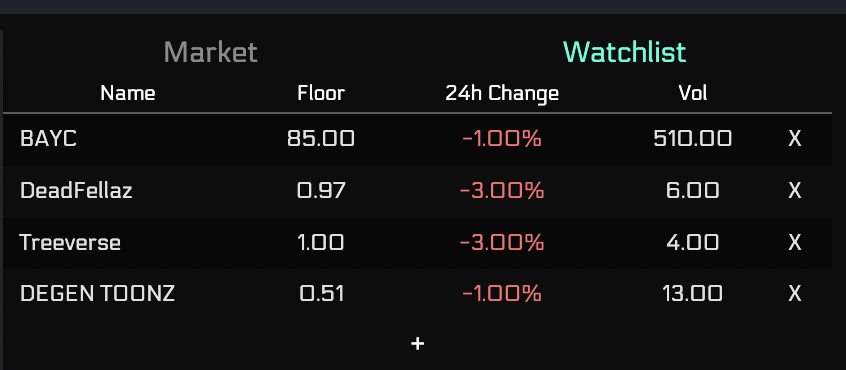 Market Watchlist
Name Floor 24h Change Vol
BAYC 85.00 -1.00% 510.00 X
DeadFellaz 0.97 -3.00% 6.00 X
Treeverse 1.00 -3.00% 4.00 X
DEGEN TOONZ 0.51 -1.00% 13.00 X
+